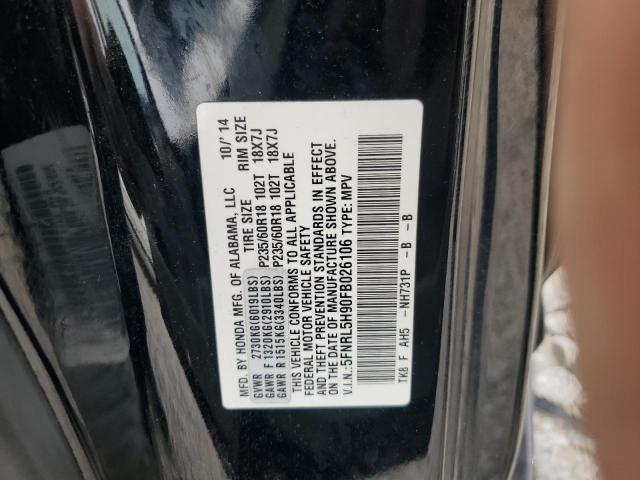 MFD. BY HONDA MFG. OF ALABAMA, LLC 10/'14
TIRE SIZE RIM SIZE
GVWR 2730KG(6019LBS)
GAWR F 1320KG(2910LBS) P235/60R18 102T 18X7J
GAWR R 1515KG(3340LBS) P235/60R18 102T 18X7J
THIS VEHICLE CONFORMS TO ALL APPLICABLE
FEDERAL MOTOR VEHICLE SAFETY
AND THEFT PREVENTION STANDARDS IN EFFECT
ON THE DATE OF MANUFACTURE SHOWN ABOVE.
V.I.N.:5FNRL5H90FB026106 TYPE: MPV
TK8 F AH5 - NH731P - B - B